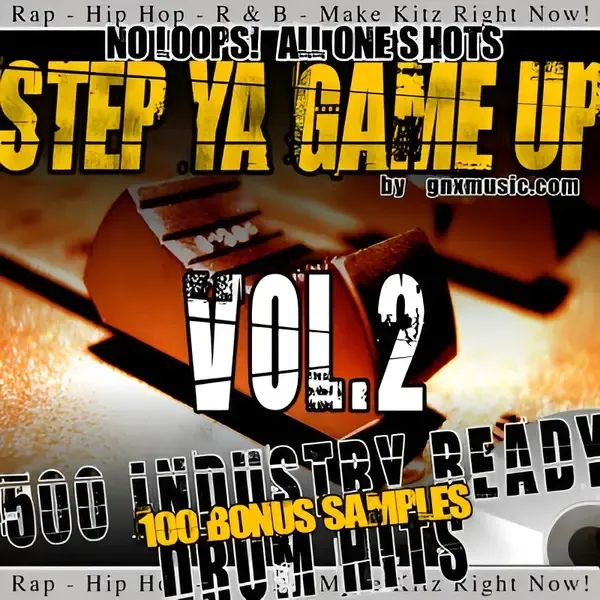 Rap - Hip Hop - R & B - Make Kitz Right Now!
NO LOOPS! ALL ONE SHOTS
STEP YA GAME UP
by gnxmusic.com
VOL.2
500 INDUSTRY READY
100 BONUS SAMPLES
DRUM HITS
Rap - Hip Ho - Make Kitz Right Now!